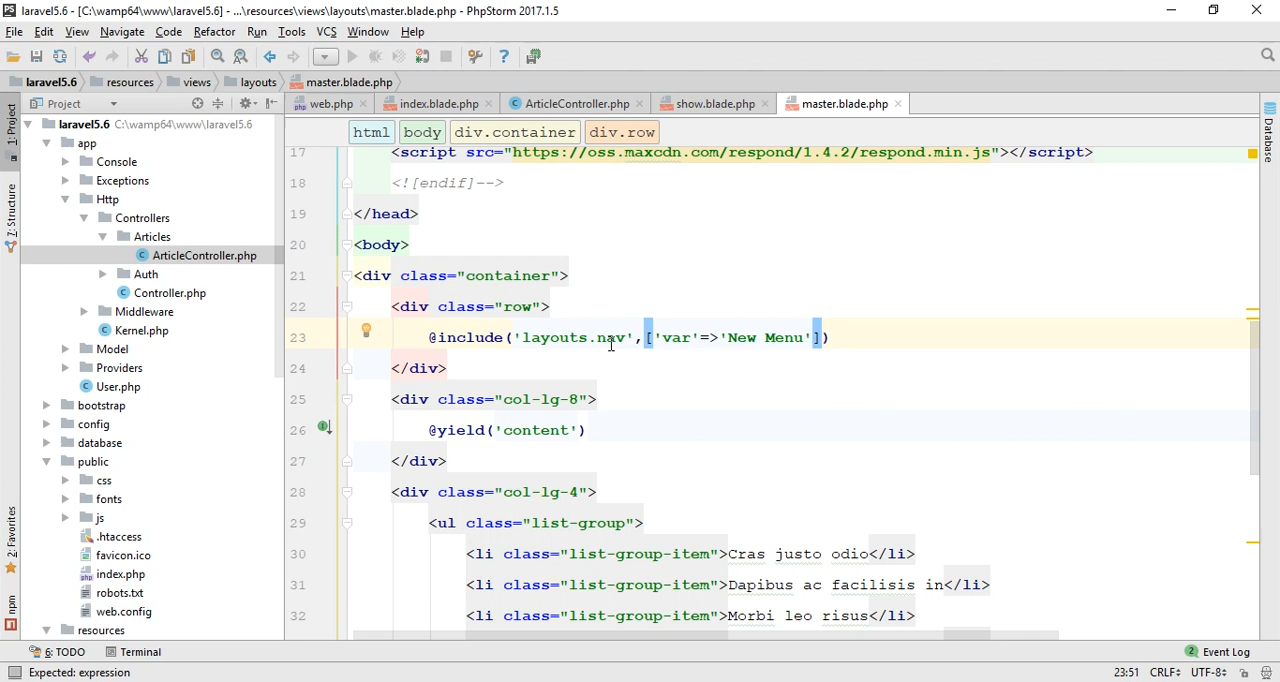 laravel5.6 - [C:\wamp64\www\laravel5.6] - ...\resources\views\layouts\master.blade.php - PhpStorm 2017.1.5
File Edit View Navigate Code Refactor Run Tools VCS Window Help
laravel5.6 resources views layouts master.blade.php
Project
web.php index.blade.php ArticleController.php show.blade.php master.blade.php
1: Project
7: Structure
2: Favorites
npm
Database
laravel5.6 C:\wamp64\www\laravel5.6
app
Console
Exceptions
Http
Controllers
Articles
ArticleController.php
Auth
Controller.php
Middleware
Kernel.php
Model
Providers
User.php
bootstrap
config
database
public
css
fonts
js
.htaccess
favicon.ico
index.php
robots.txt
web.config
resources
html body div.container div.row
17 <script src="https://oss.maxcdn.com/respond/1.4.2/respond.min.js"></script>
18 <![endif]-->
19 </head>
20 <body>
21 <div class="container">
22 <div class="row">
23 @include('layouts.nav',['var'=>'New Menu'])
24 </div>
25 <div class="col-lg-8">
26 @yield('content')
27 </div>
28 <div class="col-lg-4">
29 <ul class="list-group">
30 <li class="list-group-item">Cras justo odio</li>
31 <li class="list-group-item">Dapibus ac facilisis in</li>
32 <li class="list-group-item">Morbi leo risus</li>
6: TODO Terminal 2 Event Log
Expected: expression 23:51 CRLF UTF-8